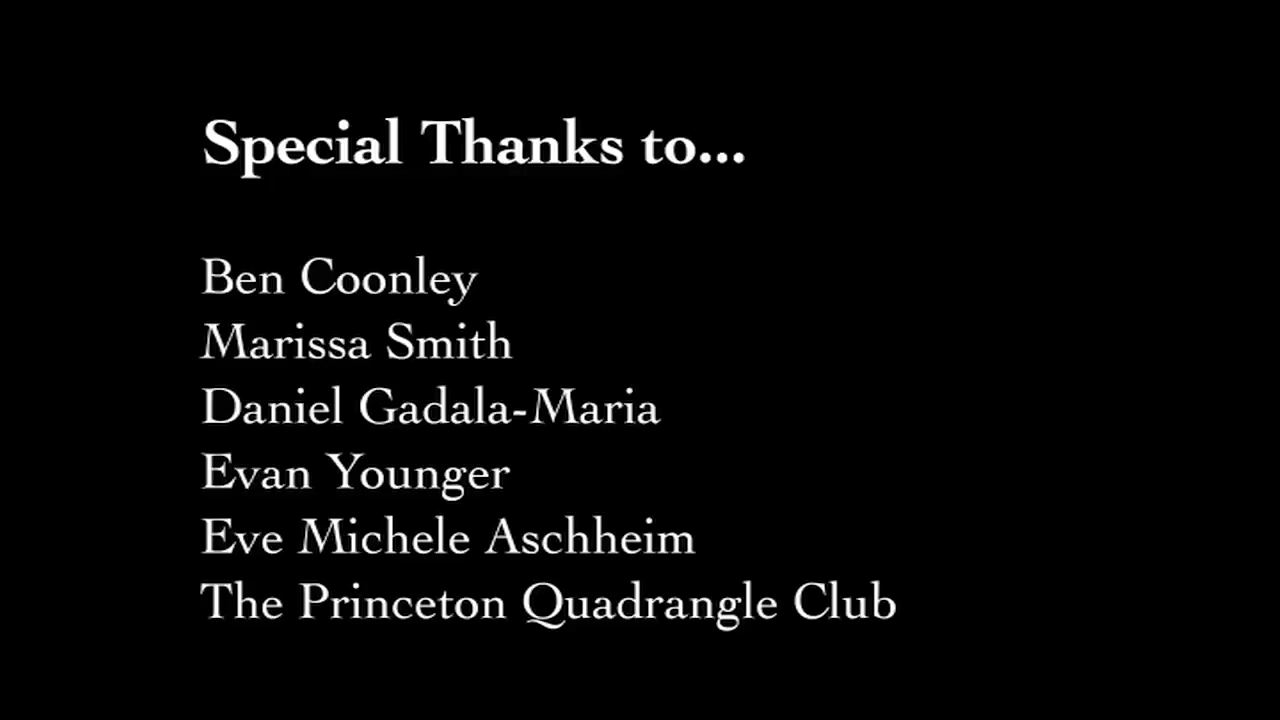 Special Thanks to...
Ben Coonley
Marissa Smith
Daniel Gadala-Maria
Evan Younger
Eve Michele Aschheim
The Princeton Quadrangle Club